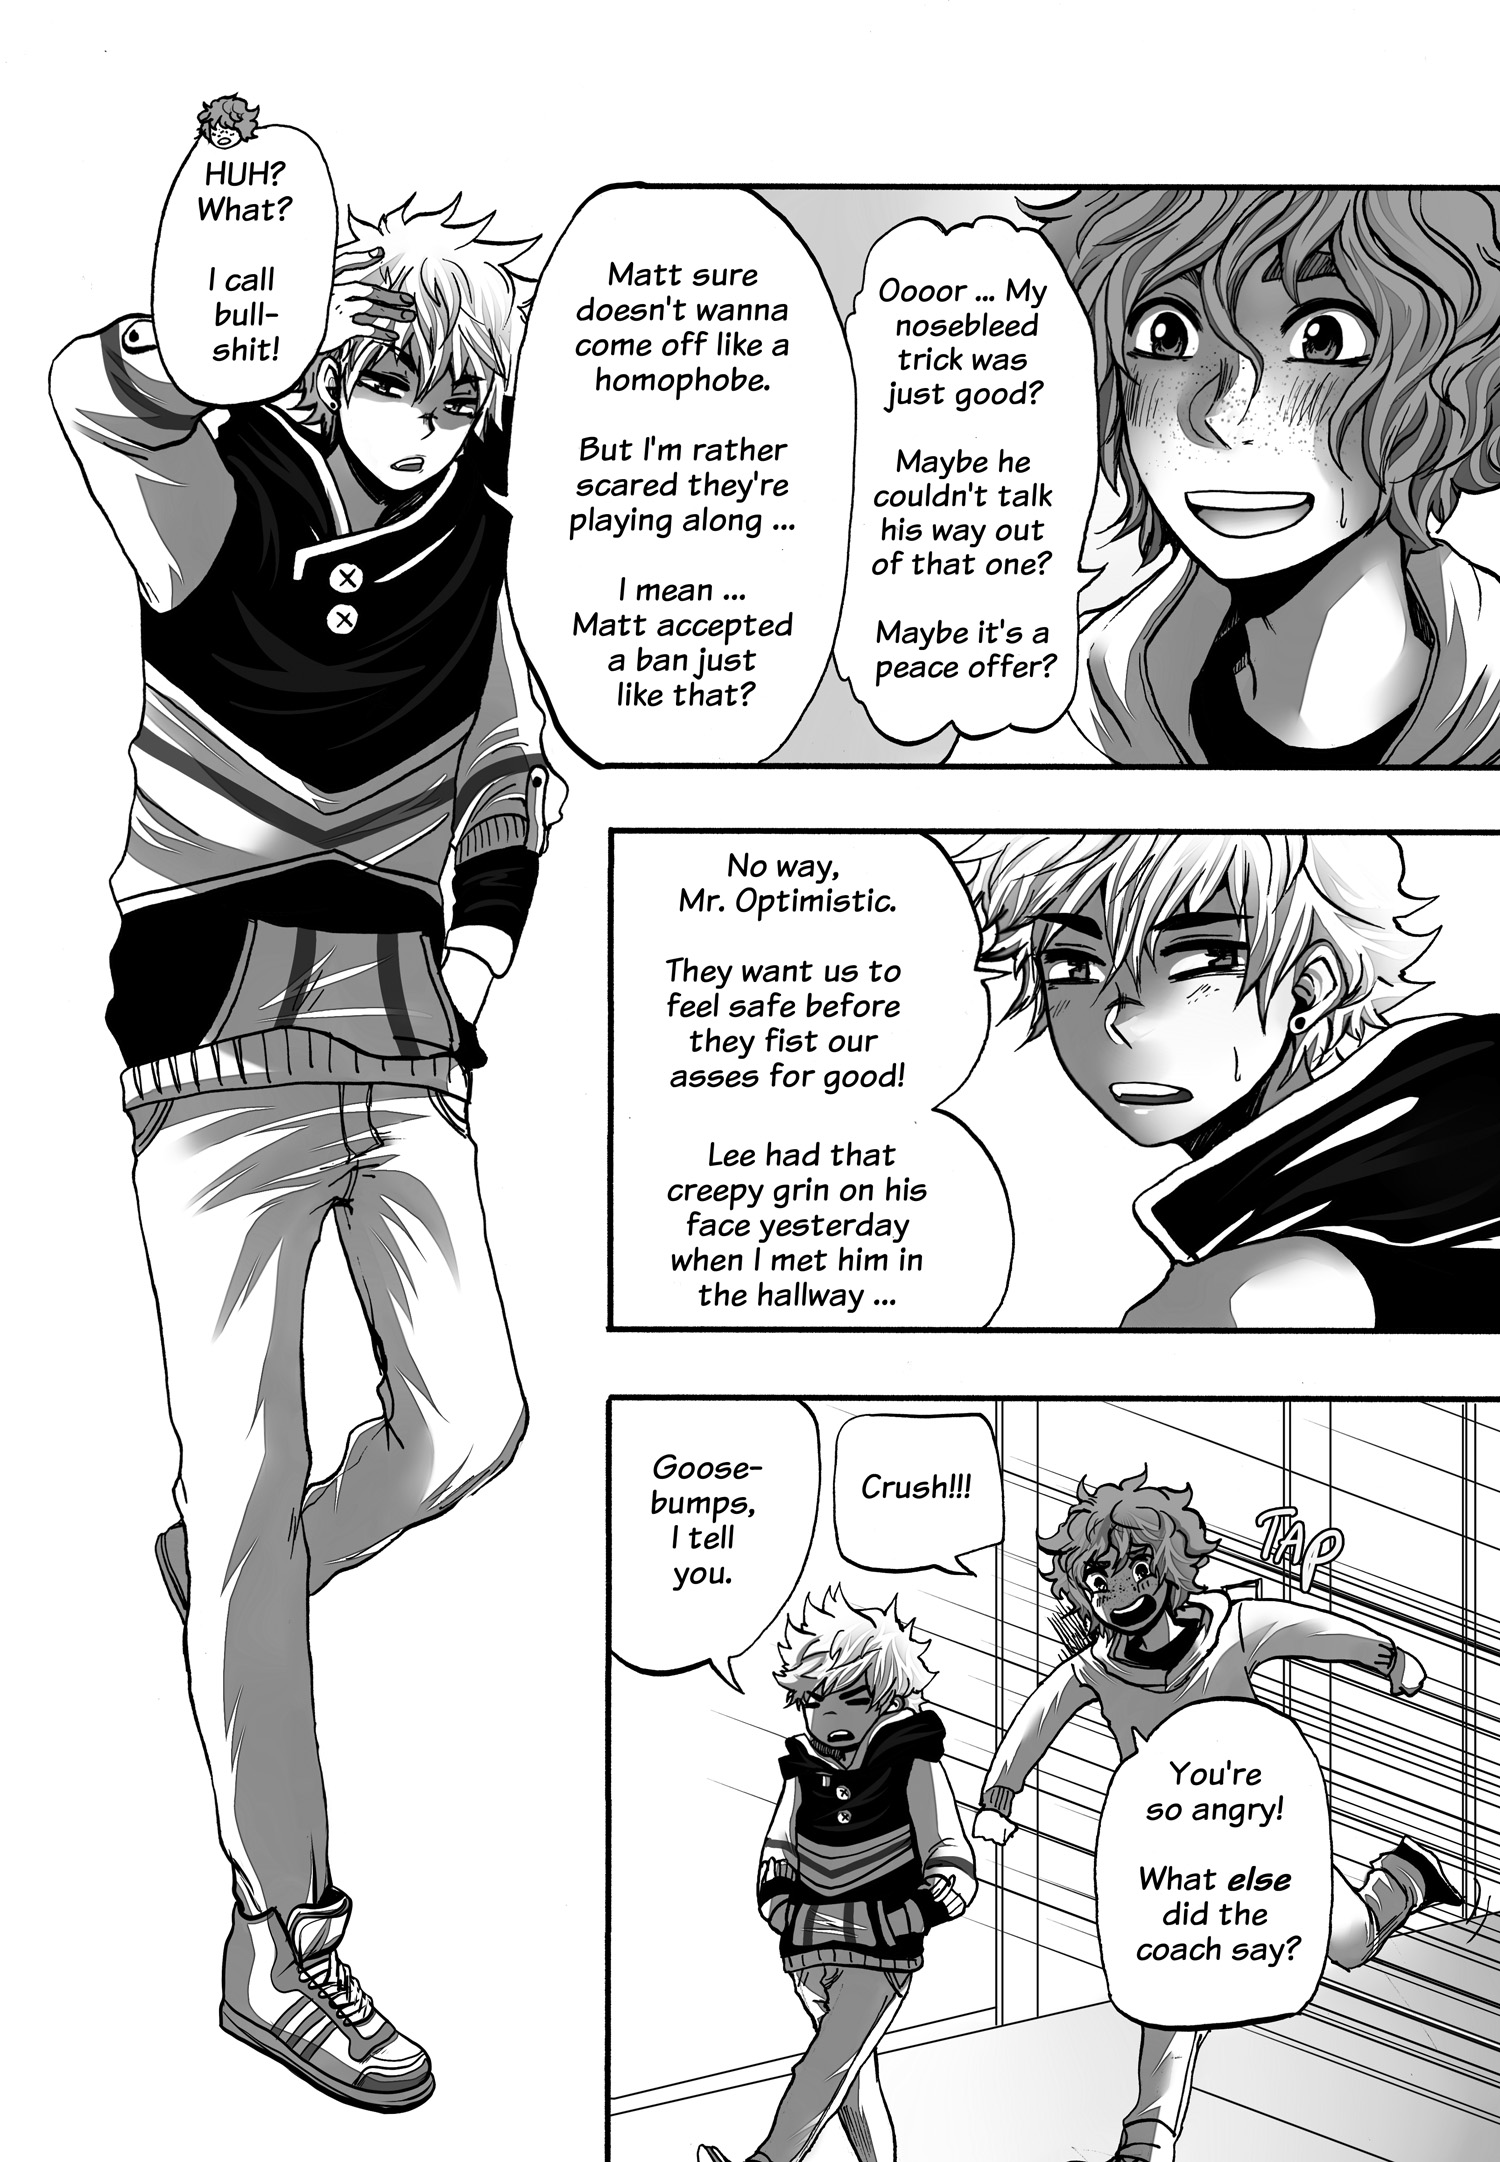 HUH?
What?
I call
bull-
shit!
Matt sure
doesn't wanna
come off like a
homophobe.
But I'm rather
scared they're
playing along ...
I mean ...
Matt accepted
a ban just
like that?
Oooor ... My
nosebleed
trick was
just good?
Maybe he
couldn't talk
his way out
of that one?
Maybe it's a
peace offer?
No way,
Mr. Optimistic.
They want us to
feel safe before
they fist our
asses for good!
Lee had that
creepy grin on his
face yesterday
when I met him in
the hallway ...
Goose-
bumps,
I tell
you.
Crush!!!
TAP
You're
so angry!
What else
did the
coach say?